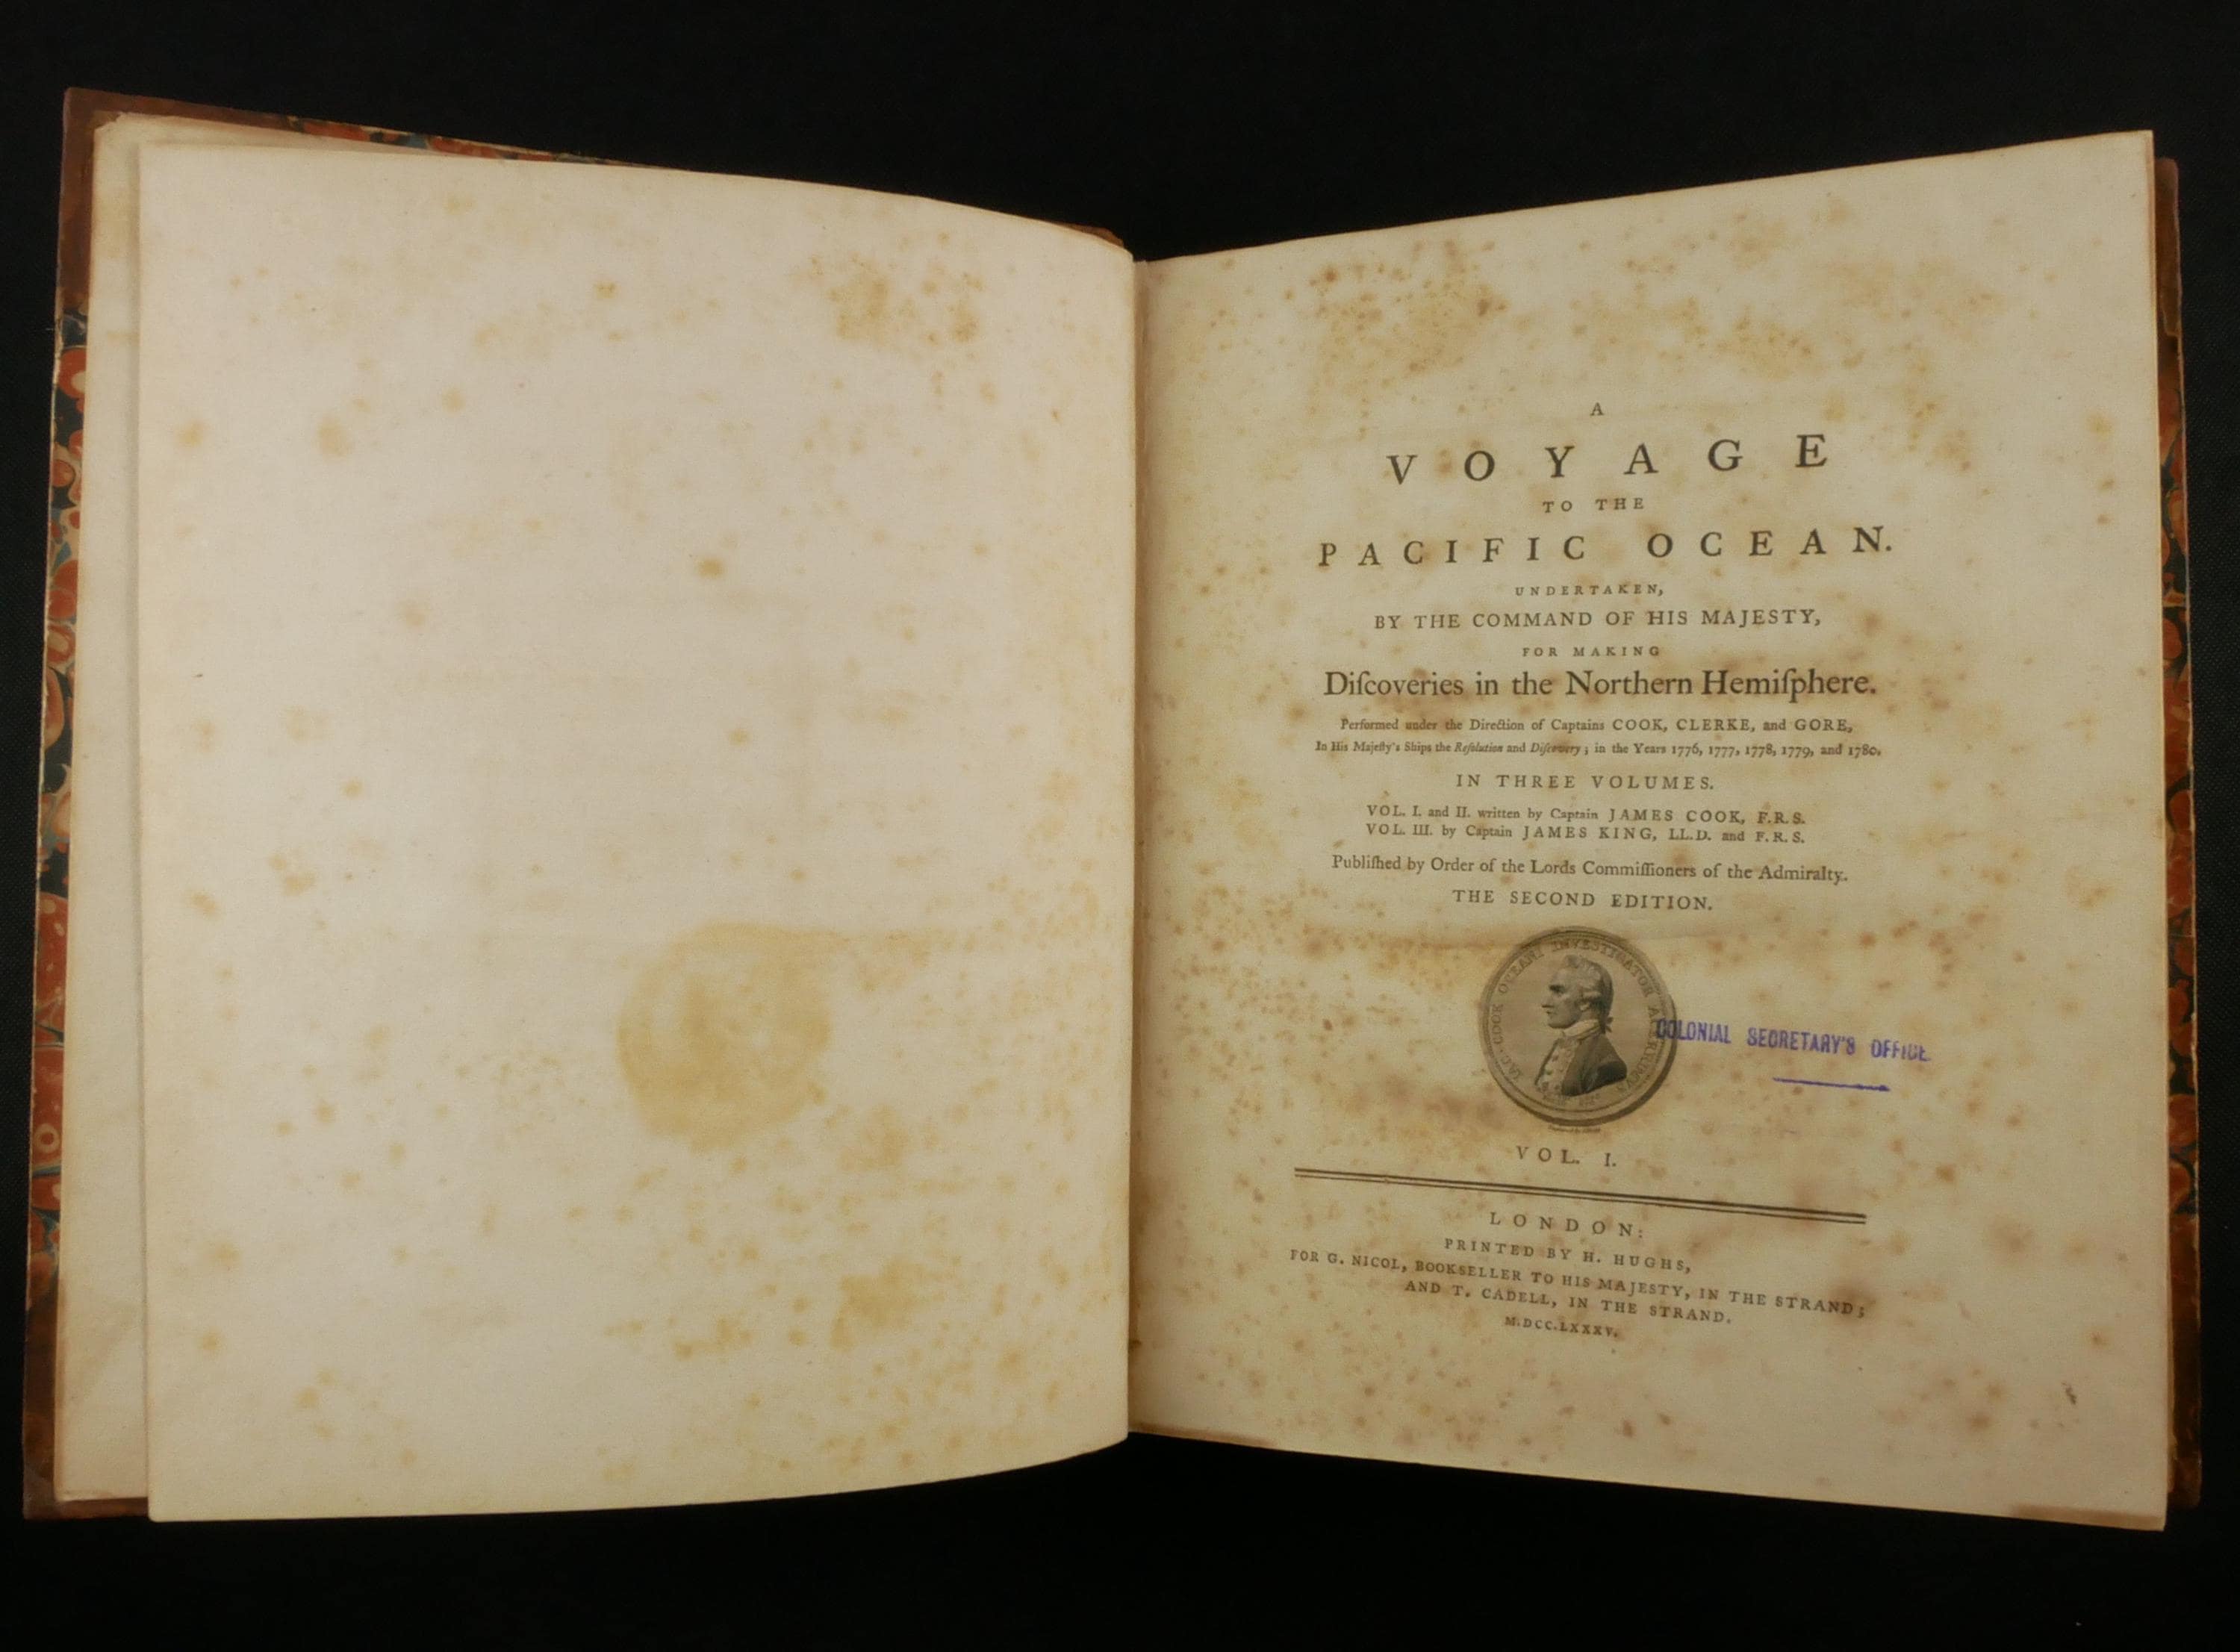 A
VOYAGE
TO THE
PACIFIC OCEAN.
UNDERTAKEN,
BY THE COMMAND OF HIS MAJESTY,
FOR MAKING
Diſcoveries in the Northern Hemiſphere.
Performed under the Direction of Captains COOK, CLERKE, and GORE,
In His Majeſty's Ships the Reſolution and Diſcovery; in the Years 1776, 1777, 1778, 1779, and 1780.
IN THREE VOLUMES.
VOL. I. and II. written by Captain JAMES COOK, F.R.S.
VOL. III. by Captain JAMES KING, LL.D. and F.R.S.
Publiſhed by Order of the Lords Commiſſioners of the Admiralty.
THE SECOND EDITION.
IAC. COOK OCEANI INVESTIGATOR ACERRIMVS
COLONIAL SECRETARY'S OFFICE
VOL. I.
LONDON:
PRINTED BY H. HUGHS,
FOR G. NICOL, BOOKSELLER TO HIS MAJESTY, IN THE STRAND;
AND T. CADELL, IN THE STRAND.
M.DCC.LXXXV.